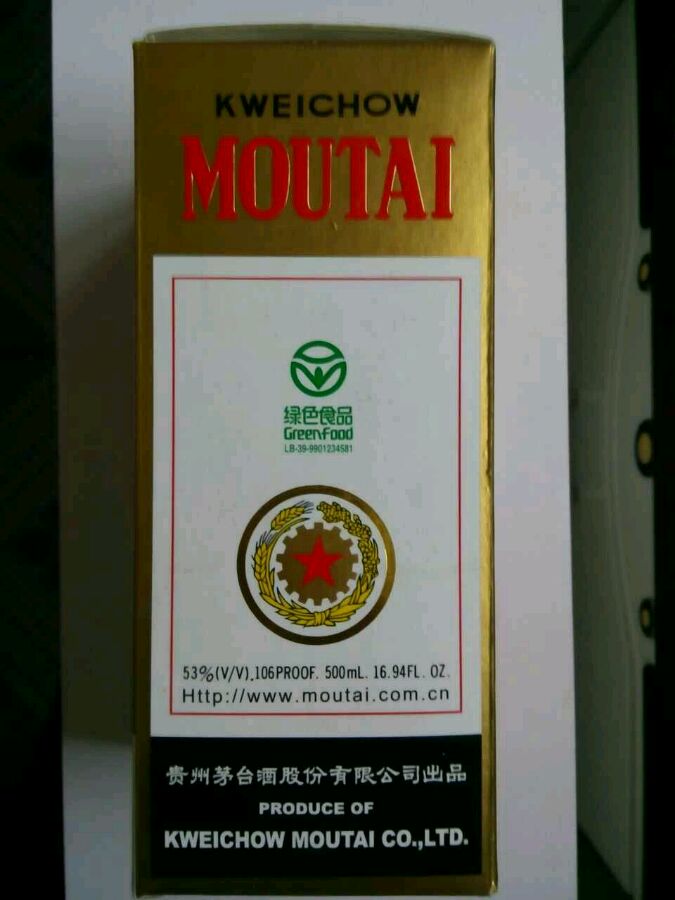 KWEICHOW
MOUTAI
绿色食品
GreenFood
LB-39-9901234581
53%(V/V),106PROOF. 500mL. 16.94FL. OZ.
Http://www.moutai.com.cn
贵州茅台酒股份有限公司出品
PRODUCE OF
KWEICHOW MOUTAI CO.,LTD.